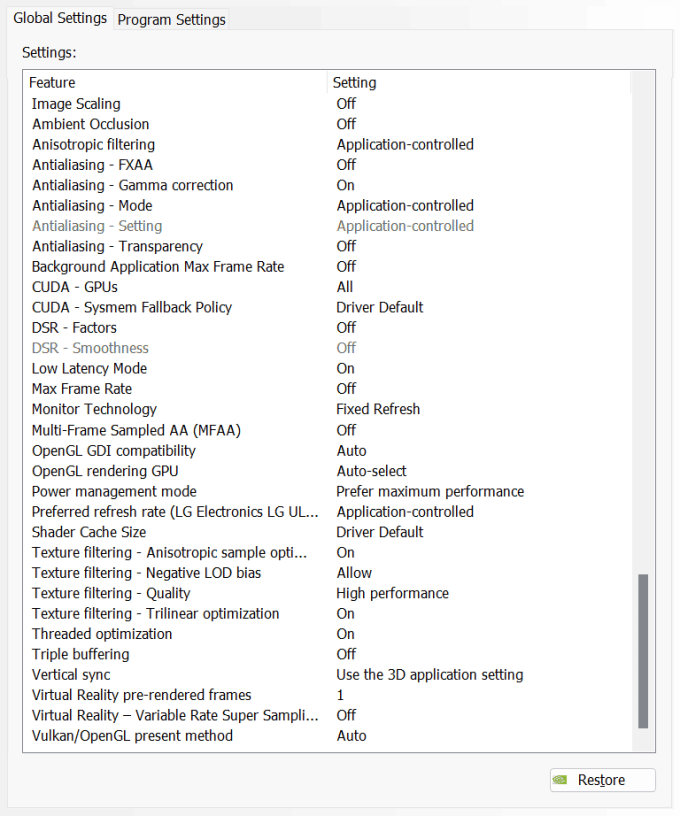 Global Settings Program Settings
Settings:
Feature Setting
Image Scaling Off
Ambient Occlusion Off
Anisotropic filtering Application-controlled
Antialiasing - FXAA Off
Antialiasing - Gamma correction On
Antialiasing - Mode Application-controlled
Antialiasing - Setting Application-controlled
Antialiasing - Transparency Off
Background Application Max Frame Rate Off
CUDA - GPUs All
CUDA - Sysmem Fallback Policy Driver Default
DSR - Factors Off
DSR - Smoothness Off
Low Latency Mode On
Max Frame Rate Off
Monitor Technology Fixed Refresh
Multi-Frame Sampled AA (MFAA) Off
OpenGL GDI compatibility Auto
OpenGL rendering GPU Auto-select
Power management mode Prefer maximum performance
Preferred refresh rate (LG Electronics LG UL... Application-controlled
Shader Cache Size Driver Default
Texture filtering - Anisotropic sample opti... On
Texture filtering - Negative LOD bias Allow
Texture filtering - Quality High performance
Texture filtering - Trilinear optimization On
Threaded optimization On
Triple buffering Off
Vertical sync Use the 3D application setting
Virtual Reality pre-rendered frames 1
Virtual Reality – Variable Rate Super Sampli... Off
Vulkan/OpenGL present method Auto
Restore